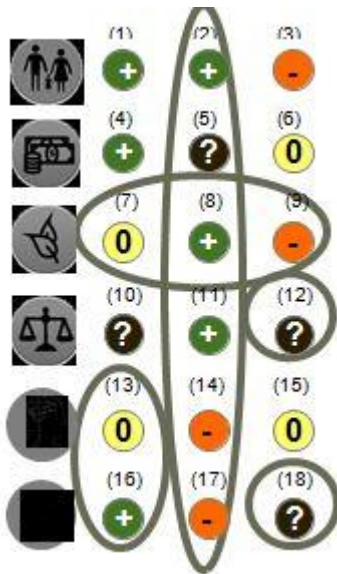 (1) (2) (3)
+ + -
(4) (5) (6)
+ ? 0
(7) (8) (9)
0 + -
(10) (11) (12)
? + ?
(13) (14) (15)
0 - 0
(16) (17) (18)
+ - ?